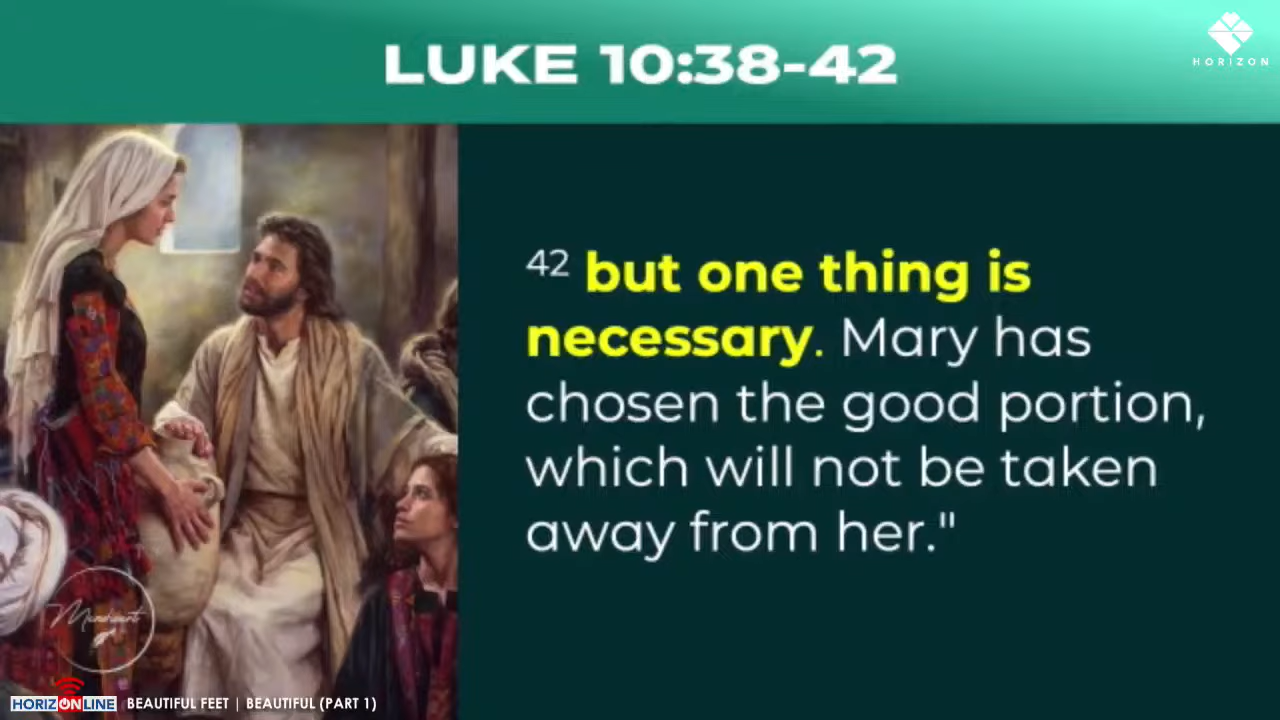 LUKE 10:38-42
HORIZON
42 but one thing is
necessary. Mary has
chosen the good portion,
which will not be taken
away from her."
HORIZONLINE BEAUTIFUL FEET | BEAUTIFUL (PART 1)